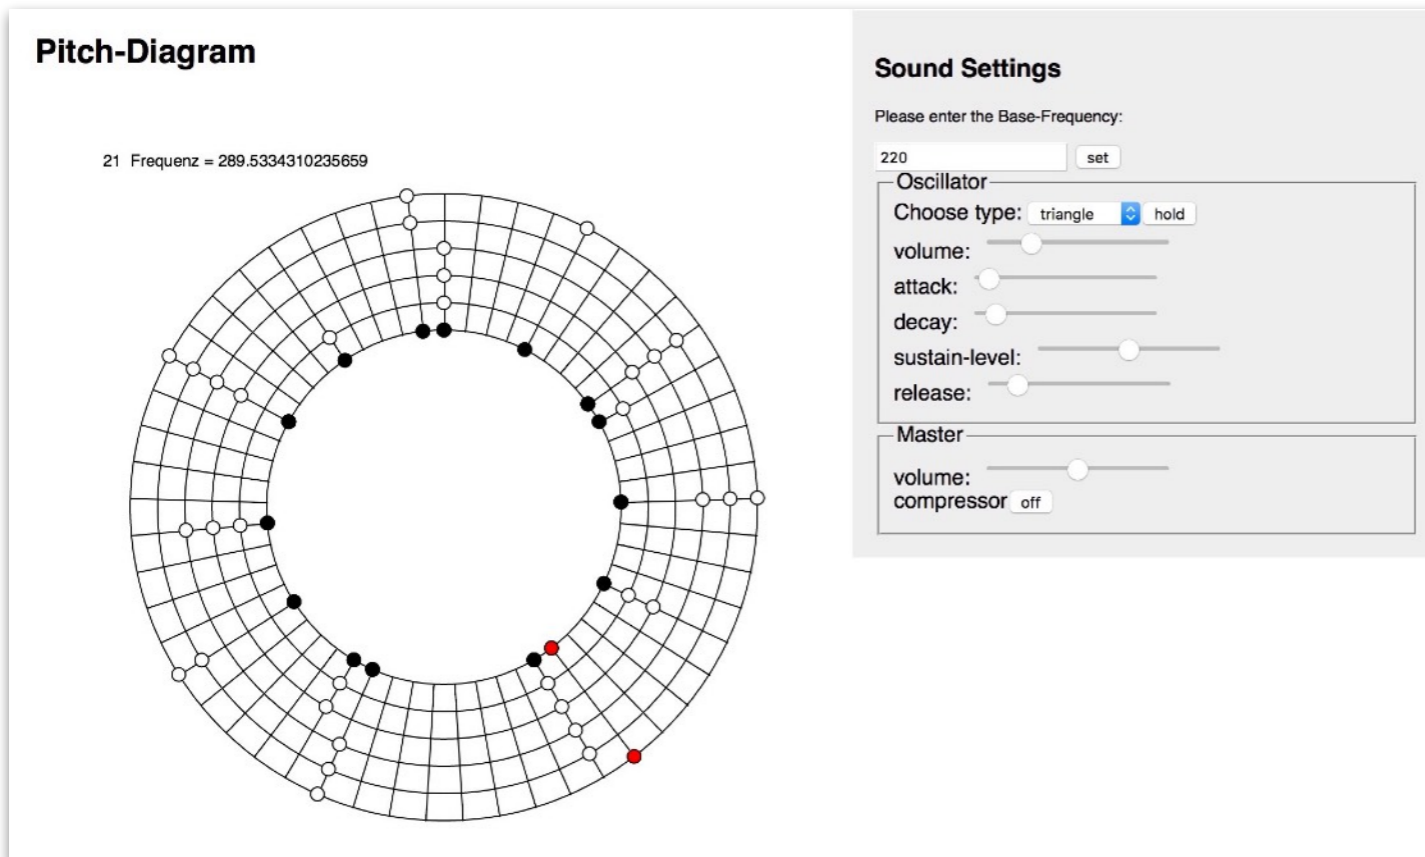 Pitch-Diagram
21 Frequenz = 289.5334310235659
Sound Settings
Please enter the Base-Frequency:
220 set
Oscillator
Choose type: triangle hold
volume:
attack:
decay:
sustain-level:
release:
Master
volume:
compressor off